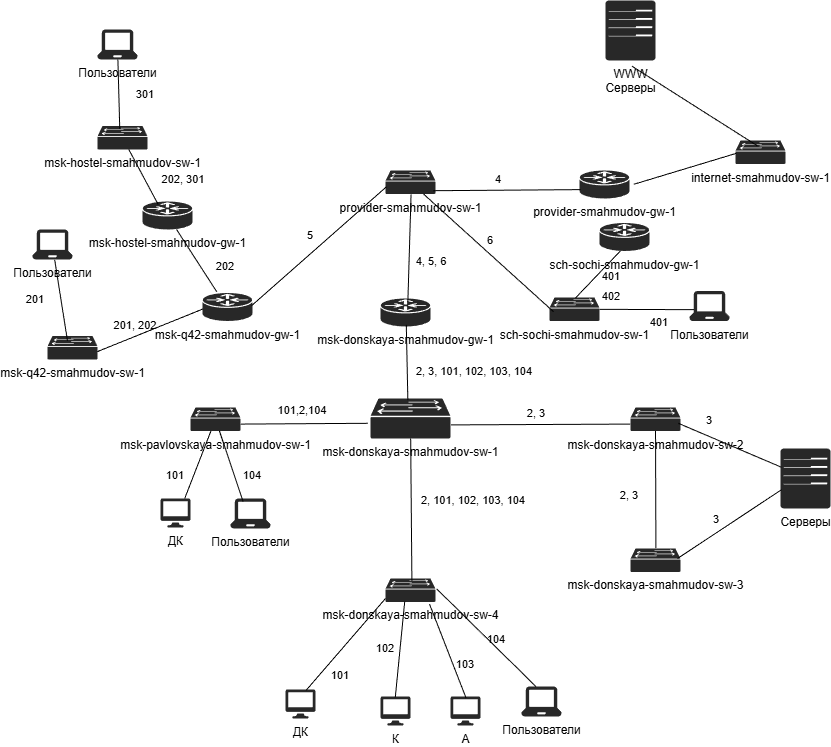 Пользователи
WWW
Серверы
301
msk-hostel-smahmudov-sw-1
internet-smahmudov-sw-1
202, 301
provider-smahmudov-sw-1
4
provider-smahmudov-gw-1
msk-hostel-smahmudov-gw-1
5
6
Пользователи
202
4, 5, 6
sch-sochi-smahmudov-gw-1
401
402
201
201, 202
msk-q42-smahmudov-gw-1
msk-donskaya-smahmudov-gw-1
sch-sochi-smahmudov-sw-1
401
Пользователи
msk-q42-smahmudov-sw-1
2, 3, 101, 102, 103, 104
101,2,104
2, 3
3
msk-pavlovskaya-smahmudov-sw-1
msk-donskaya-smahmudov-sw-1
msk-donskaya-smahmudov-sw-2
101
104
2, 101, 102, 103, 104
2, 3
3
Серверы
ДК
Пользователи
msk-donskaya-smahmudov-sw-3
msk-donskaya-smahmudov-sw-4
101
102
103
104
ДК
К
А
Пользователи